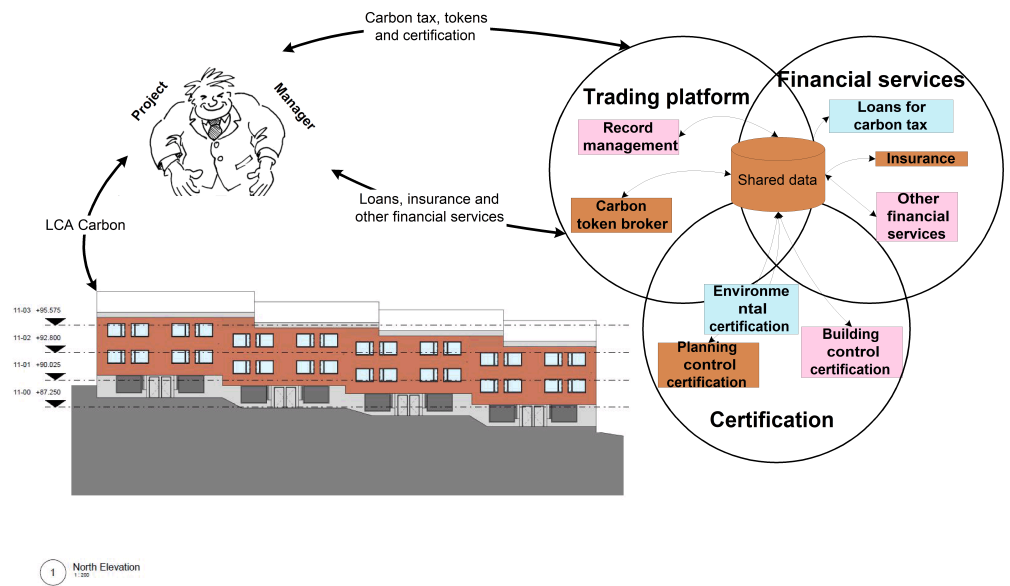 Carbon tax, tokens
and certification
Project
Manager
Trading platform
Financial services
Record
management
Loans for
carbon tax
Shared data
Insurance
Carbon
token broker
Other
financial
services
Loans, insurance and
other financial services
LCA Carbon
Environme
ntal
certification
Planning
control
certification
Building
control
certification
Certification
11-03 +95.575
11-02 +92.800
11-01 +90.025
11-00 +87.250
1
North Elevation